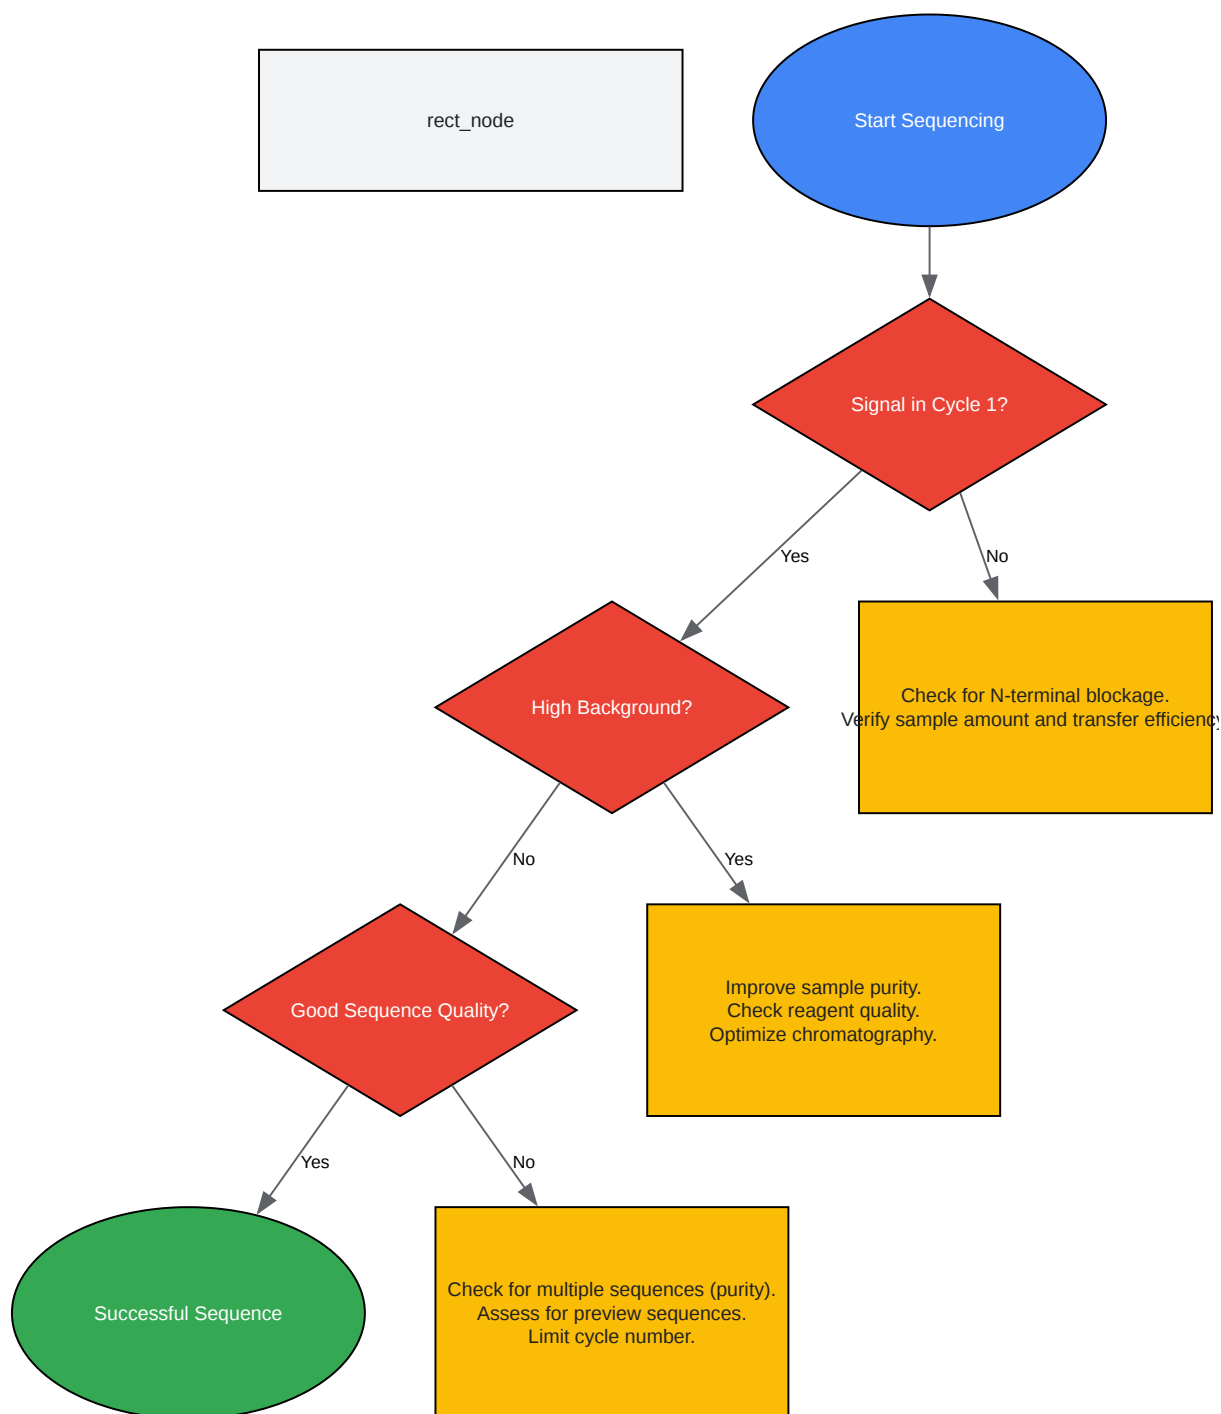 rect_node
Start Sequencing
Signal in Cycle 1?
Yes
No
High Background?
Check for N-terminal blockage.
Verify sample amount and transfer efficiency
No
Yes
Good Sequence Quality?
Improve sample purity.
Check reagent quality.
Optimize chromatography.
Yes
No
Successful Sequence
Check for multiple sequences (purity).
Assess for preview sequences.
Limit cycle number.